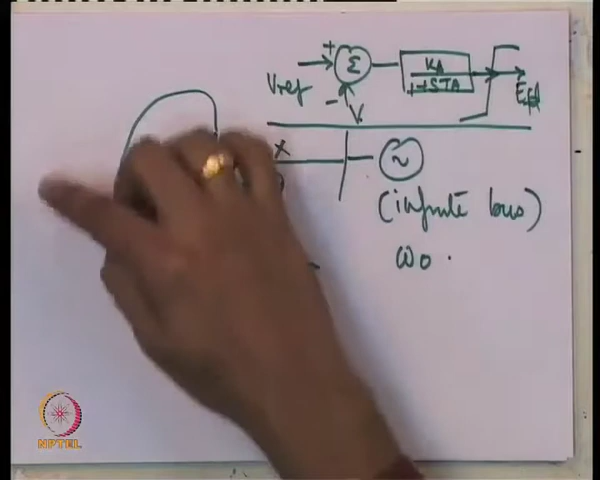 + Σ KA / 1+STA
Vref - V Efd
X ~
(infinite bus)
ω0
NPTEL